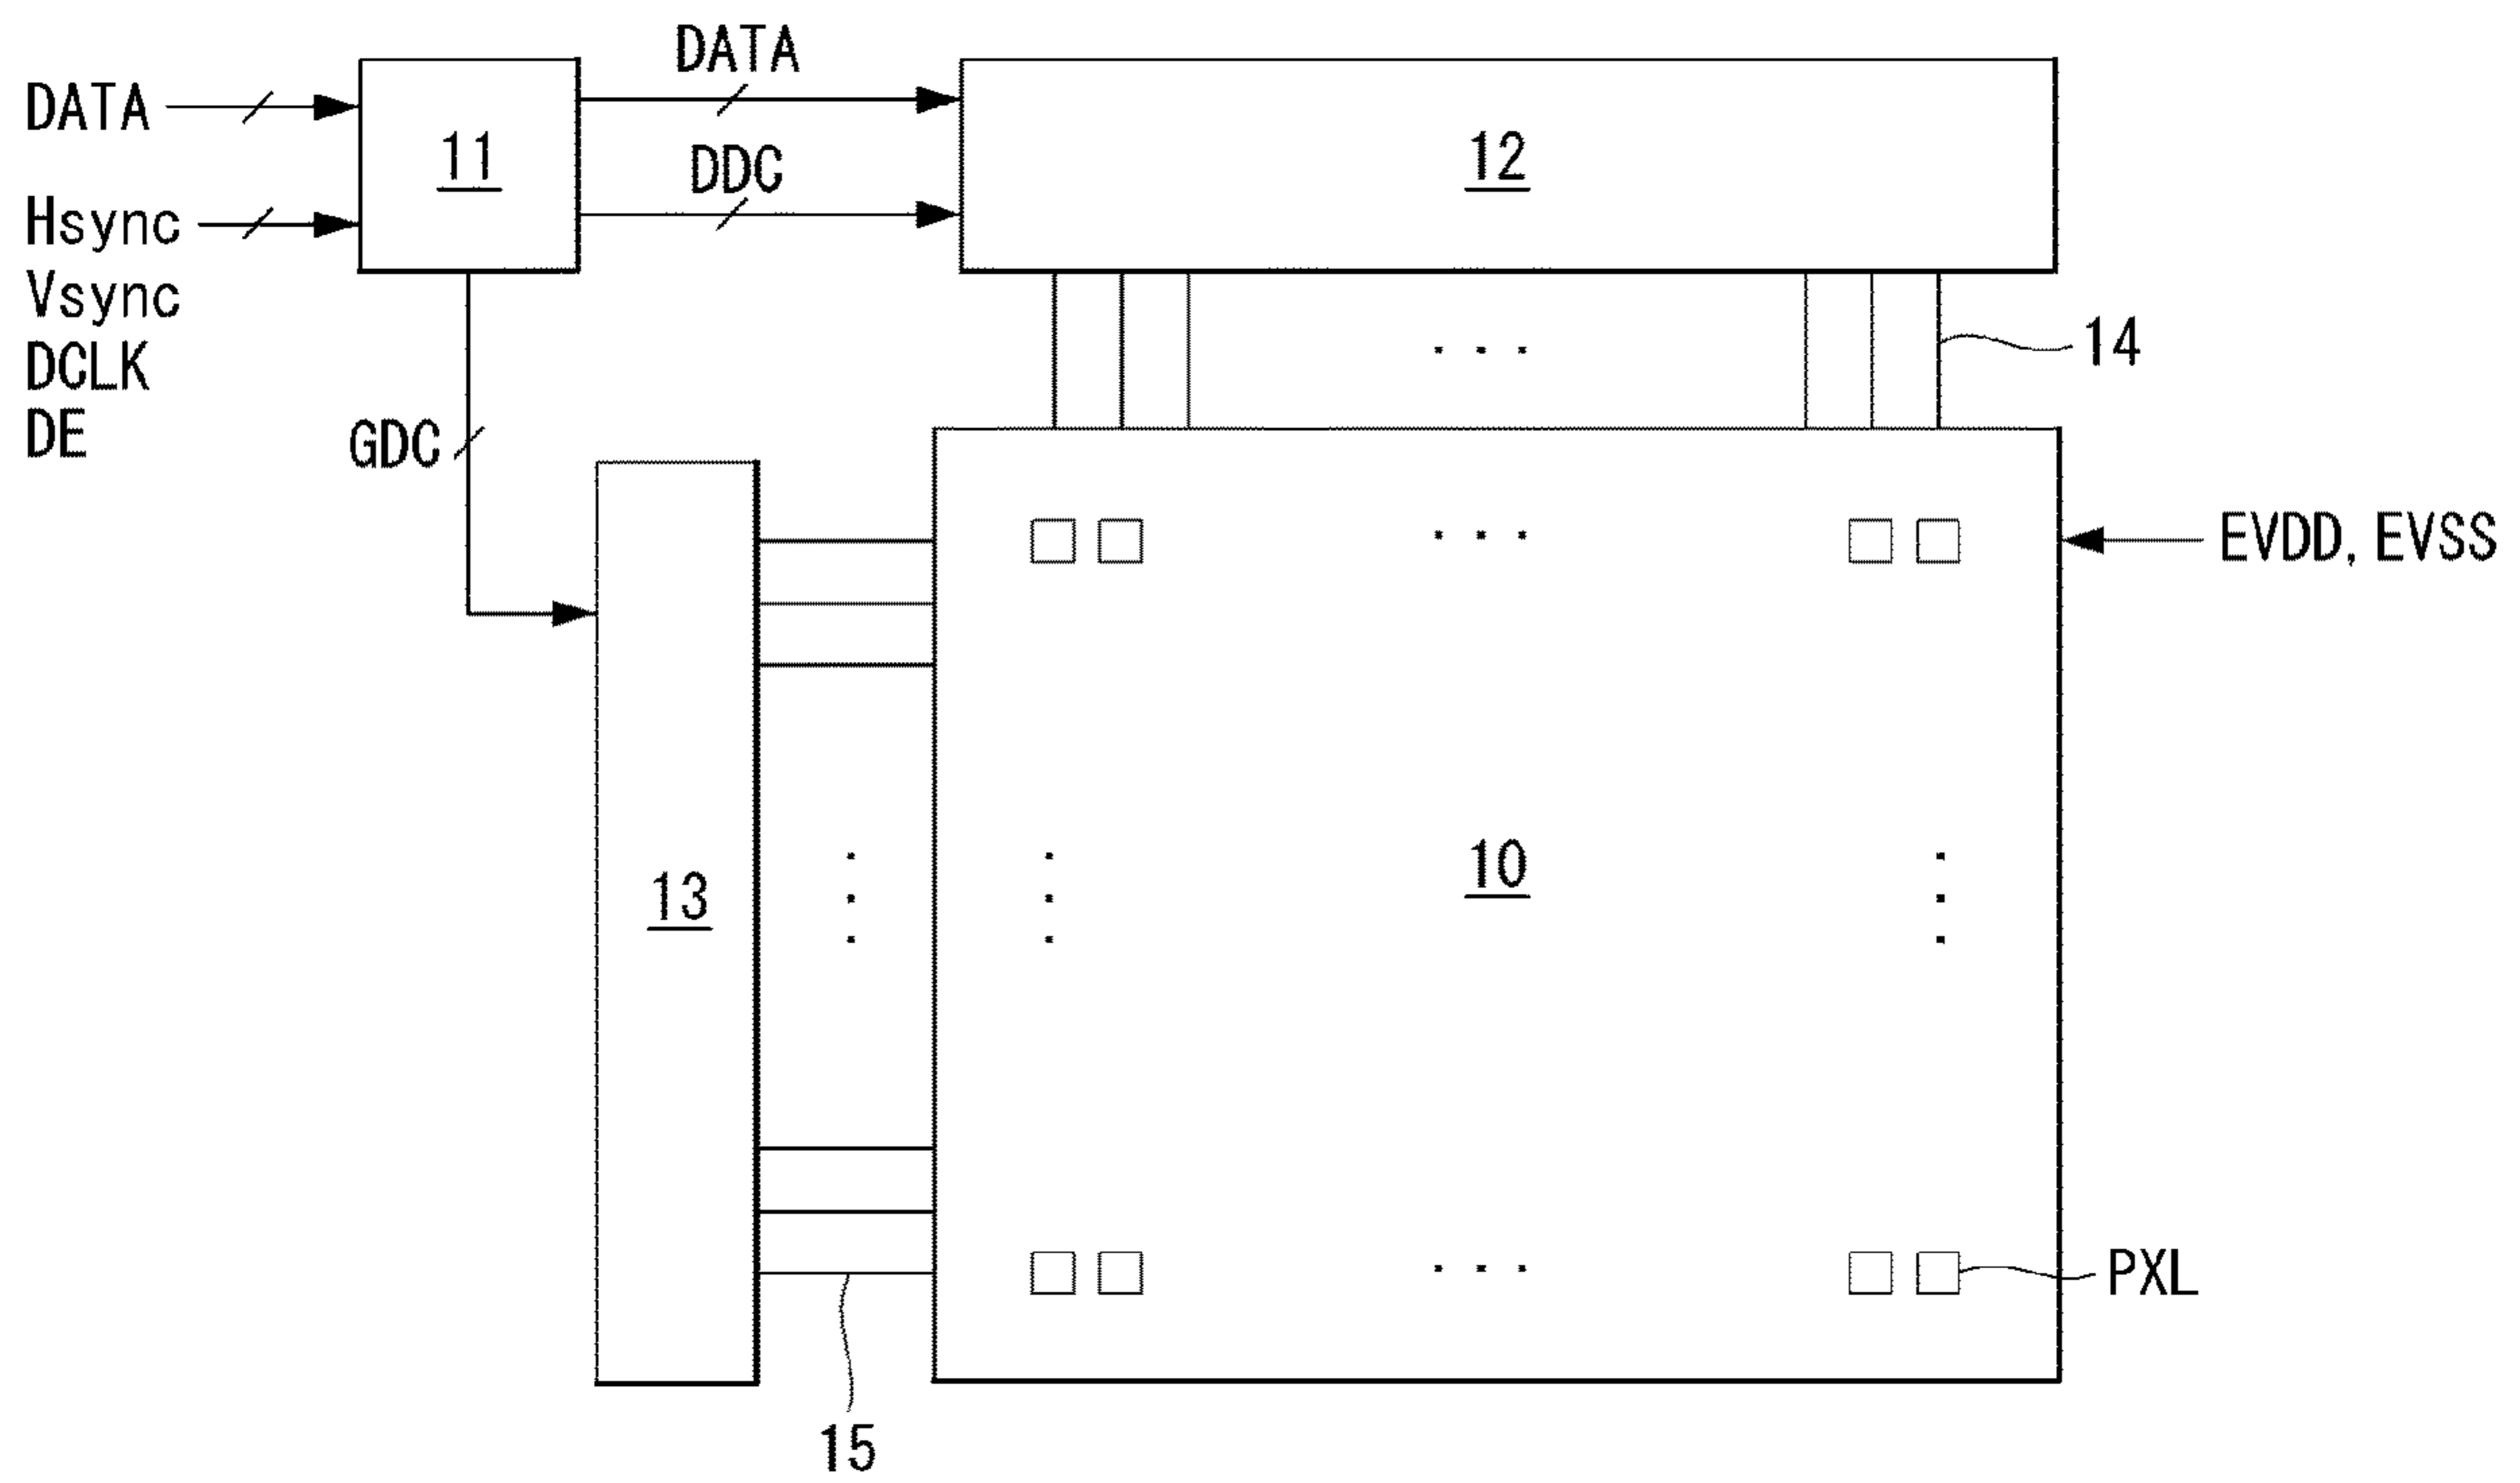 DATA
DATA
11
12
DDC
Hsync
Vsync
DCLK
DE
14
GDC
EVDD, EVSS
10
13
PXL
15